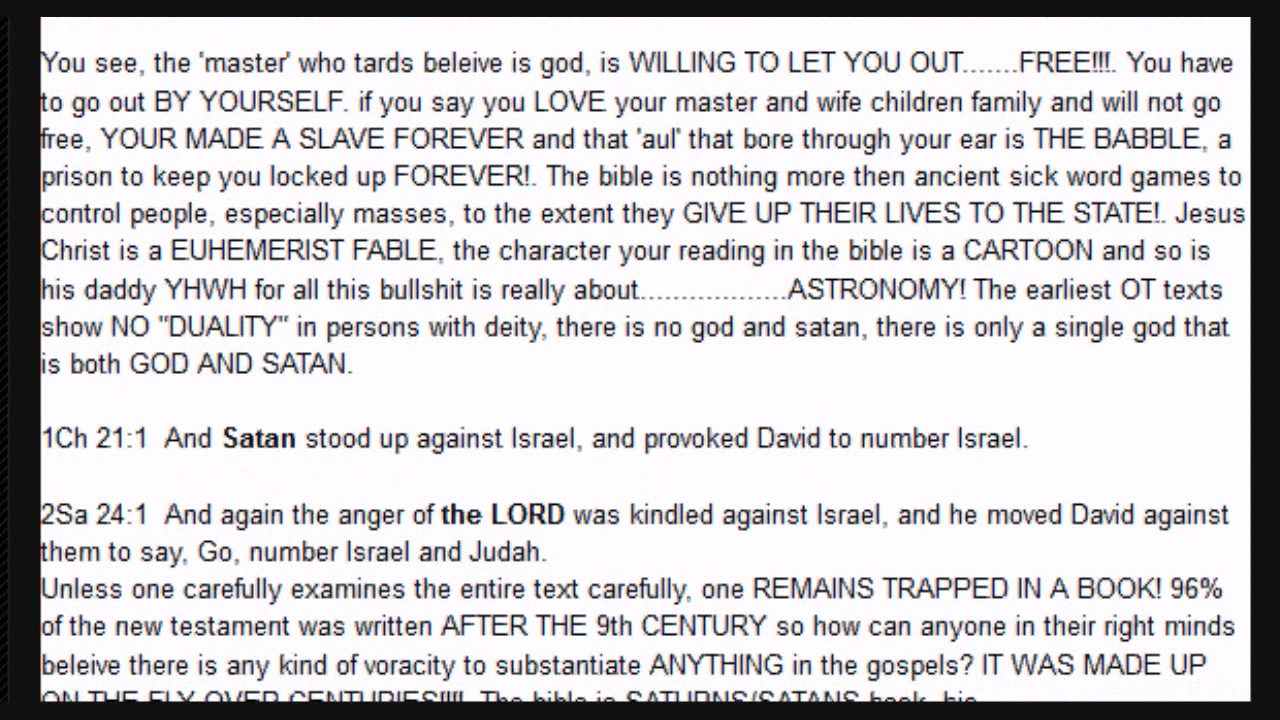 You see, the 'master' who tards beleive is god, is WILLING TO LET YOU OUT.......FREE!!!. You have
to go out BY YOURSELF. if you say you LOVE your master and wife children family and will not go
free, YOUR MADE A SLAVE FOREVER and that 'aul' that bore through your ear is THE BABBLE, a
prison to keep you locked up FOREVER!. The bible is nothing more then ancient sick word games to
control people, especially masses, to the extent they GIVE UP THEIR LIVES TO THE STATE!. Jesus
Christ is a EUHEMERIST FABLE, the character your reading in the bible is a CARTOON and so is
his daddy YHWH for all this bullshit is really about..................ASTRONOMY! The earliest OT texts
show NO "DUALITY" in persons with deity, there is no god and satan, there is only a single god that
is both GOD AND SATAN.
1Ch 21:1 And Satan stood up against Israel, and provoked David to number Israel.
2Sa 24:1 And again the anger of the LORD was kindled against Israel, and he moved David against
them to say, Go, number Israel and Judah.
Unless one carefully examines the entire text carefully, one REMAINS TRAPPED IN A BOOK! 96%
of the new testament was written AFTER THE 9th CENTURY so how can anyone in their right minds
beleive there is any kind of voracity to substantiate ANYTHING in the gospels? IT WAS MADE UP
ON THE FLY OVER CENTURIES!!!!. The bible is SATURNS/SATANS book, his